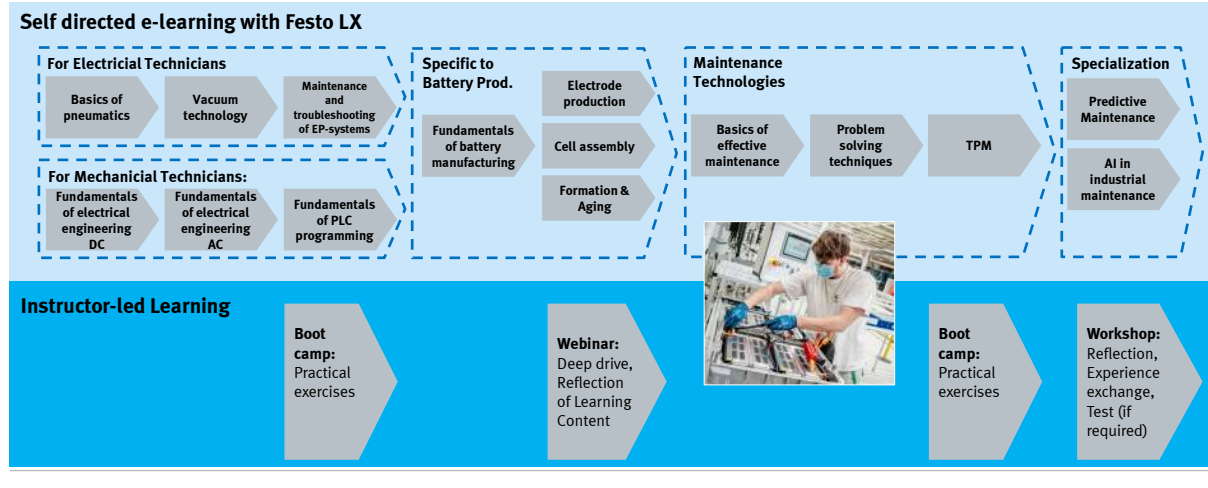 Self directed e-learning with Festo LX
For Electricial Technicians
Basics of
pneumatics
Vacuum
technology
Maintenance
and
troubleshooting
of EP-systems
For Mechanicial Technicians:
Fundamentals
of electrical
engineering
DC
Fundamentals
of electrical
engineering
AC
Fundamentals
of PLC
programming
Specific to
Battery Prod.
Fundamentals
of battery
manufacturing
Electrode
production
Cell assembly
Formation &
Aging
Maintenance
Technologies
Basics of
effective
maintenance
Problem
solving
techniques
TPM
Specialization
Predictive
Maintenance
AI in
industrial
maintenance
Instructor-led Learning
Boot
camp:
Practical
exercises
Webinar:
Deep drive,
Reflection
of Learning
Content
Boot
camp:
Practical
exercises
Workshop:
Reflection,
Experience
exchange,
Test (if
required)